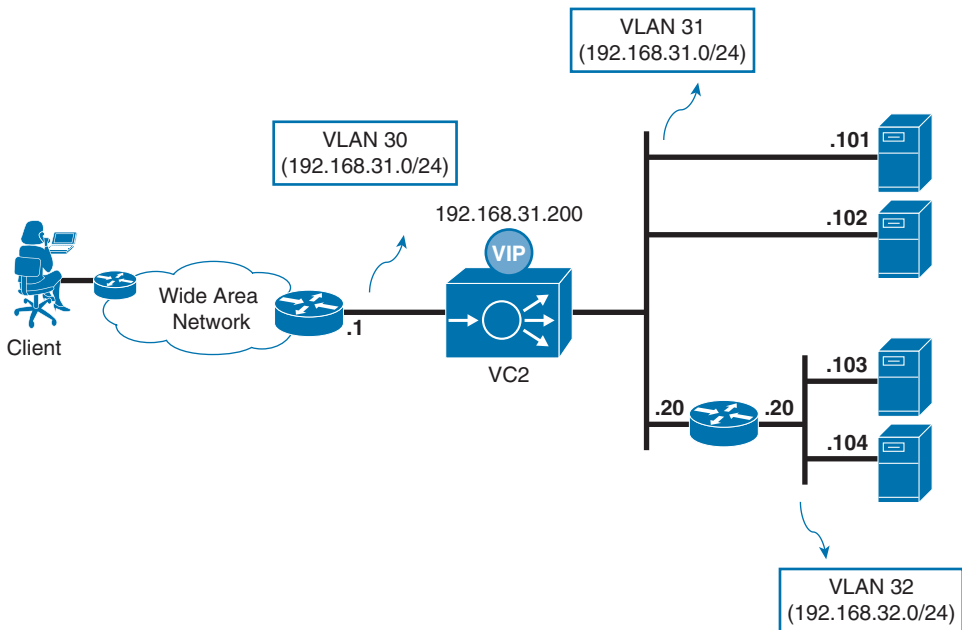 VLAN 31
(192.168.31.0/24)
VLAN 30
(192.168.31.0/24)
.101
192.168.31.200
.102
VIP
Wide Area
Network
.1
Client
VC2
.103
.20
.20
.104
VLAN 32
(192.168.32.0/24)